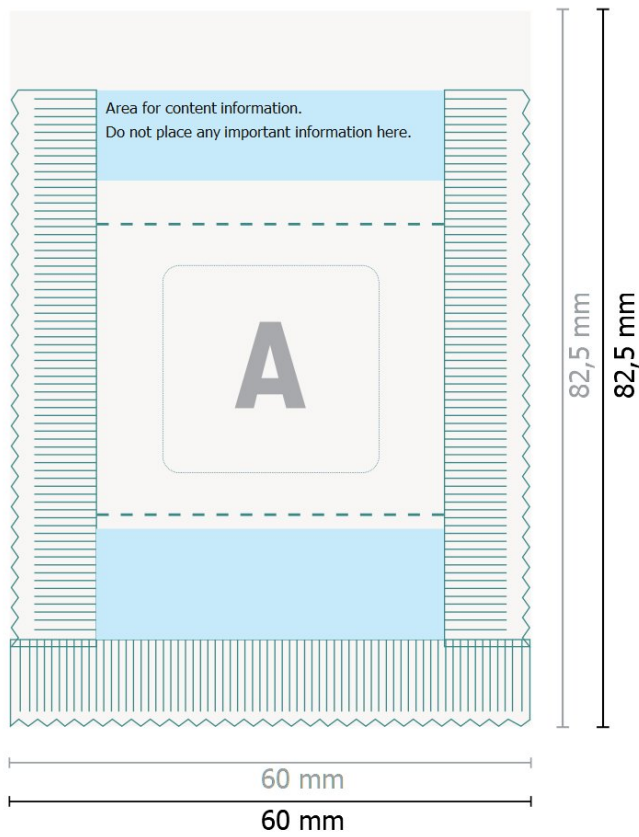 Area for content information.
Do not place any important information here.
A
82,5 mm
82,5 mm
60 mm
60 mm